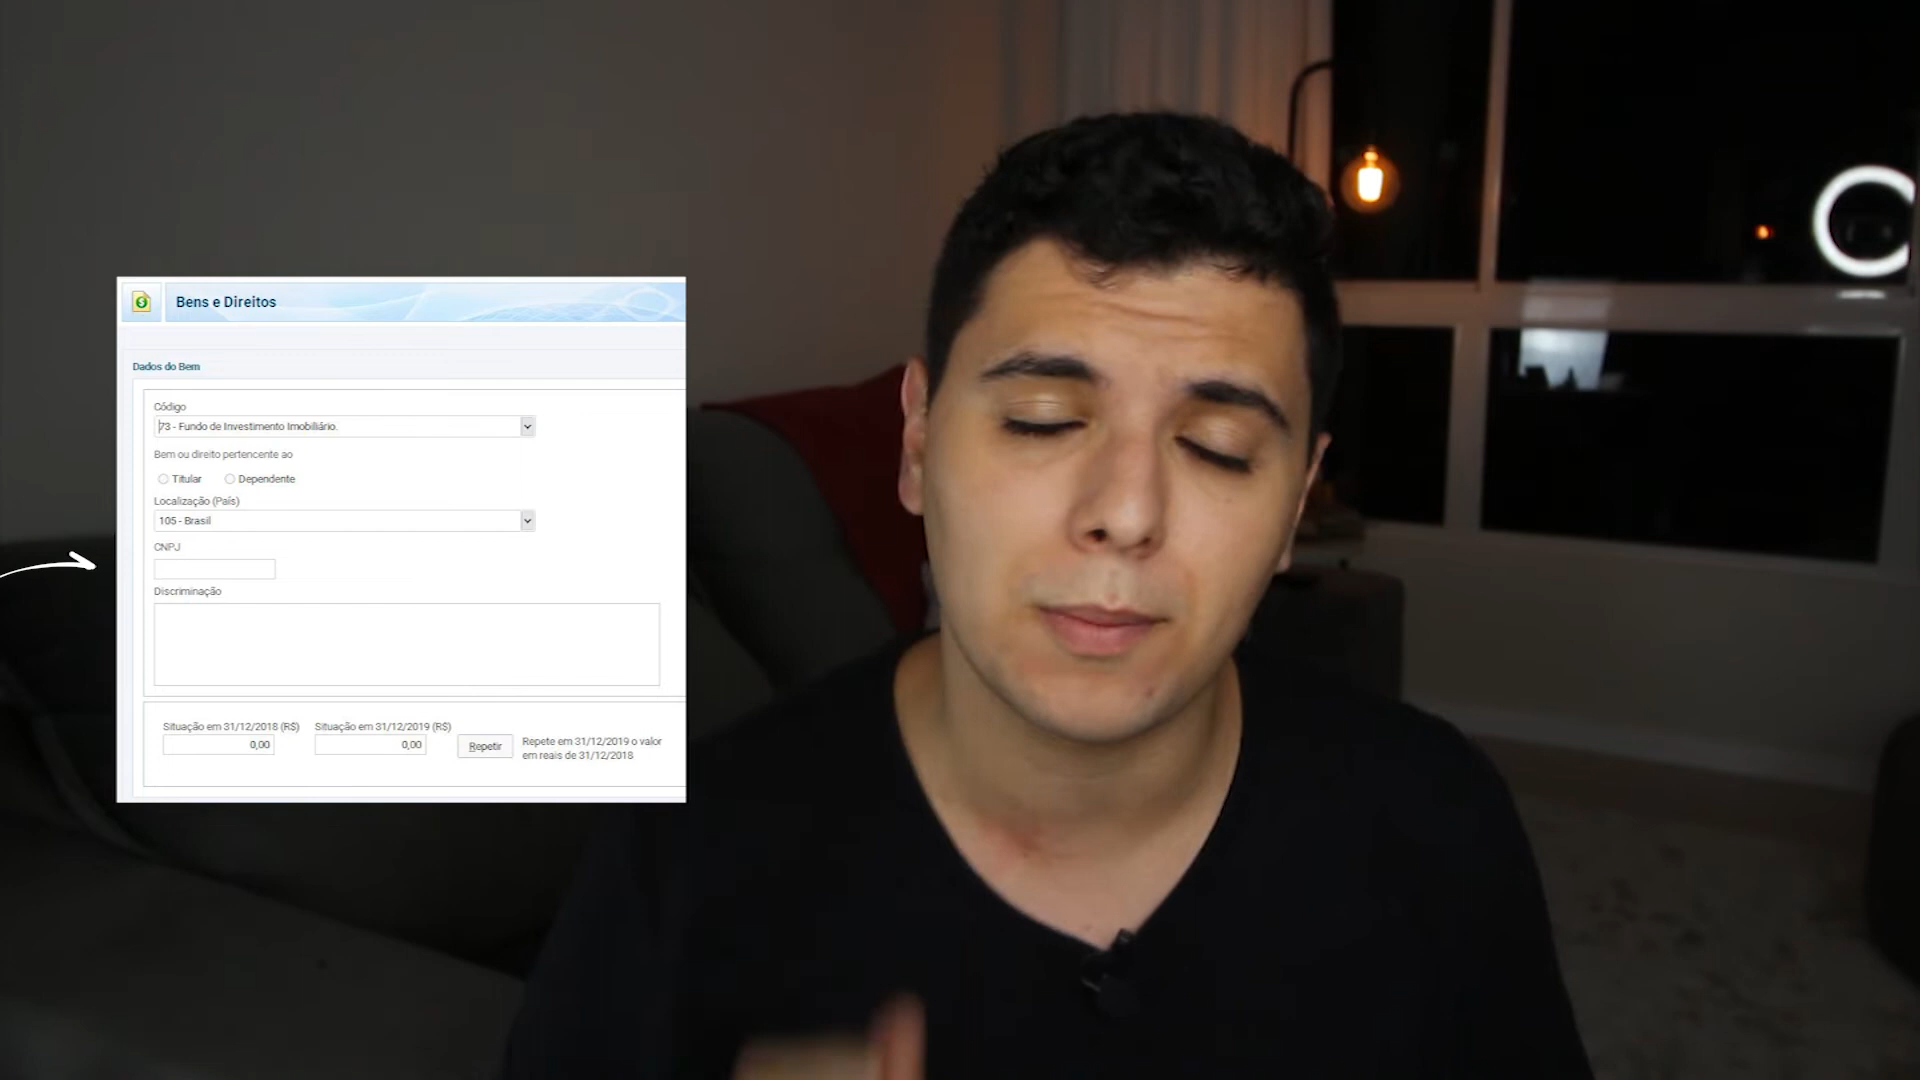 Bens e Direitos
Dados do Bem
Código
73 - Fundo de Investimento Imobiliário.
Bem ou direito pertencente ao
Titular Dependente
Localização (País)
105 - Brasil
CNPJ
Discriminação
Situação em 31/12/2018 (R$) Situação em 31/12/2019 (R$)
0,00 0,00 Repetir Repete em 31/12/2019 o valor
em reais de 31/12/2018